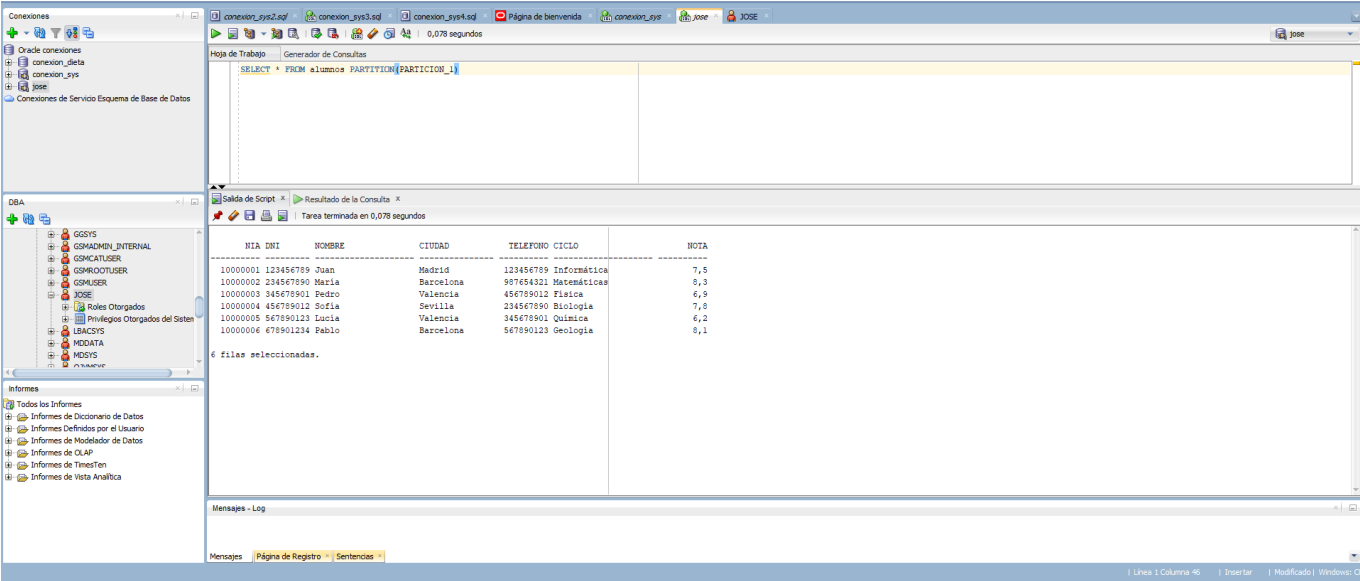 Conexiones
Oracle conexiones
conexion_dieta
conexion_sys
jose
Conexiones de Servicio Esquema de Base de Datos
DBA
GGSYS
GSMADMIN_INTERNAL
GSMCATUSER
GSMROOTUSER
GSMUSER
JOSE
Roles Otorgados
Privilegios Otorgados del Sistem
LBACSYS
MDDATA
MDSYS
OJVMSYS
Informes
Todos los Informes
Informes de Diccionario de Datos
Informes Definidos por el Usuario
Informes de Modelador de Datos
Informes de OLAP
Informes de TimesTen
Informes de Vista Analítica
conexion_sys2.sql conexion_sys3.sql conexion_sys4.sql Página de bienvenida conexion_sys jose JOSE
0,078 segundos jose
Hoja de Trabajo Generador de Consultas
SELECT * FROM alumnos PARTITION(PARTICION_1)
Salida de Script x Resultado de la Consulta x
Tarea terminada en 0,078 segundos
NIA DNI NOMBRE CIUDAD TELEFONO CICLO NOTA
---------- --------- -------------------- ---------- ---------- -------------------- ----------
10000001 123456789 Juan Madrid 123456789 Informática 7,5
10000002 234567890 María Barcelona 987654321 Matemáticas 8,3
10000003 345678901 Pedro Valencia 456789012 Física 6,9
10000004 456789012 Sofía Sevilla 234567890 Biología 7,8
10000005 567890123 Lucía Valencia 345678901 Química 6,2
10000006 678901234 Pablo Barcelona 567890123 Geología 8,1
6 filas seleccionadas.
Mensajes - Log
Mensajes Página de Registro x Sentencias x
| Línea 1 Columna 46 | Insertar | Modificado | Windows: C